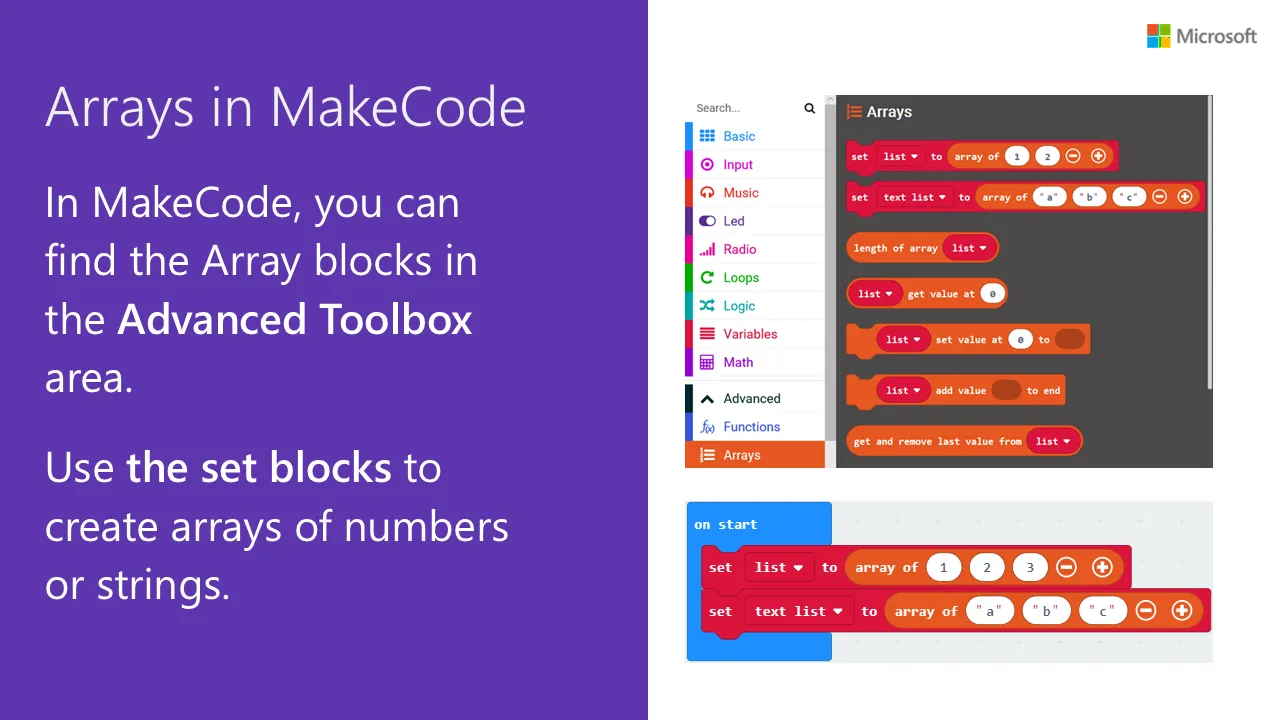 Microsoft
Arrays in MakeCode
In MakeCode, you can
find the Array blocks in
the Advanced Toolbox
area.
Use the set blocks to
create arrays of numbers
or strings.
Search...
Basic
Input
Music
Led
Radio
Loops
Logic
Variables
Math
Advanced
f(x) Functions
Arrays
Arrays
set list to array of 1 2
set text list to array of "a" "b" "c"
length of array list
list get value at 0
list set value at 0 to
list add value to end
get and remove last value from list
on start
set list to array of 1 2 3
set text list to array of "a" "b" "c"